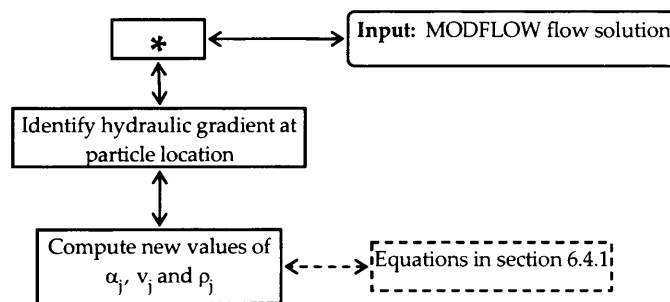 *
Input: MODFLOW flow solution
Identify hydraulic gradient at
particle location
Compute new values of
αj, vj and ρj
Equations in section 6.4.1